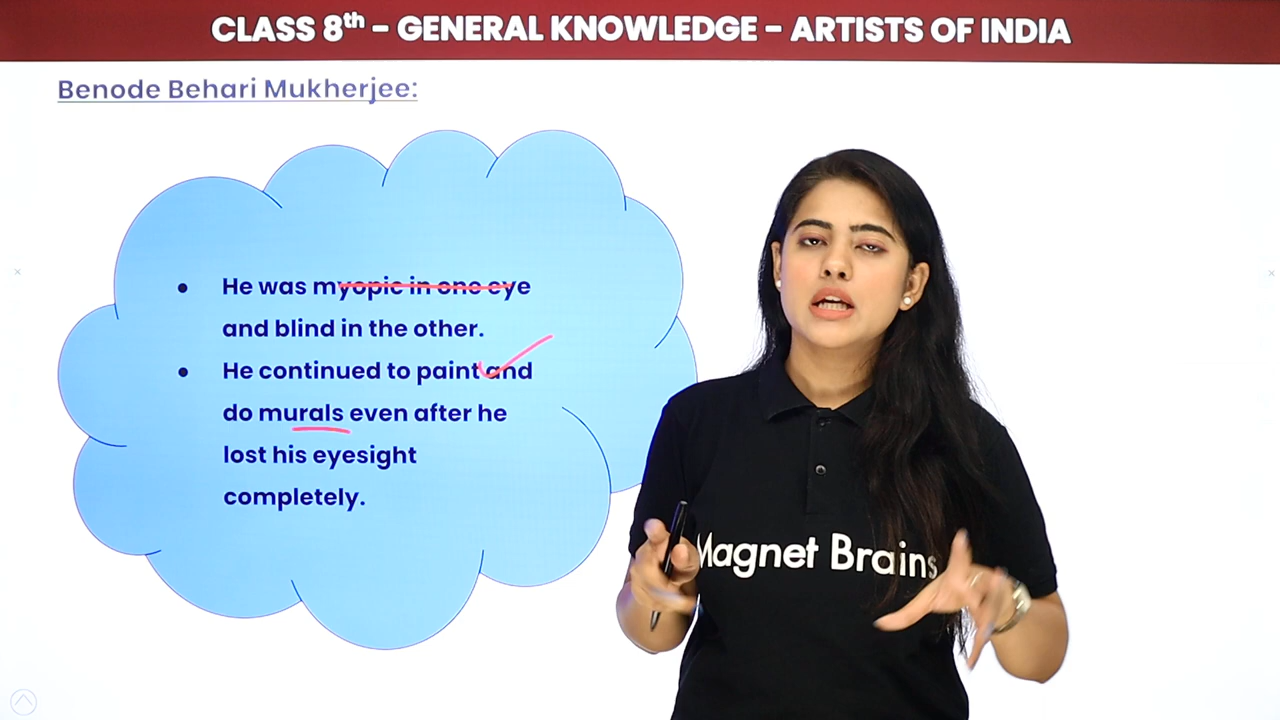 CLASS 8th - GENERAL KNOWLEDGE - ARTISTS OF INDIA
Benode Behari Mukherjee:
• He was myopic in one eye
and blind in the other.
• He continued to paint and
do murals even after he
lost his eyesight
completely.
Magnet Brains